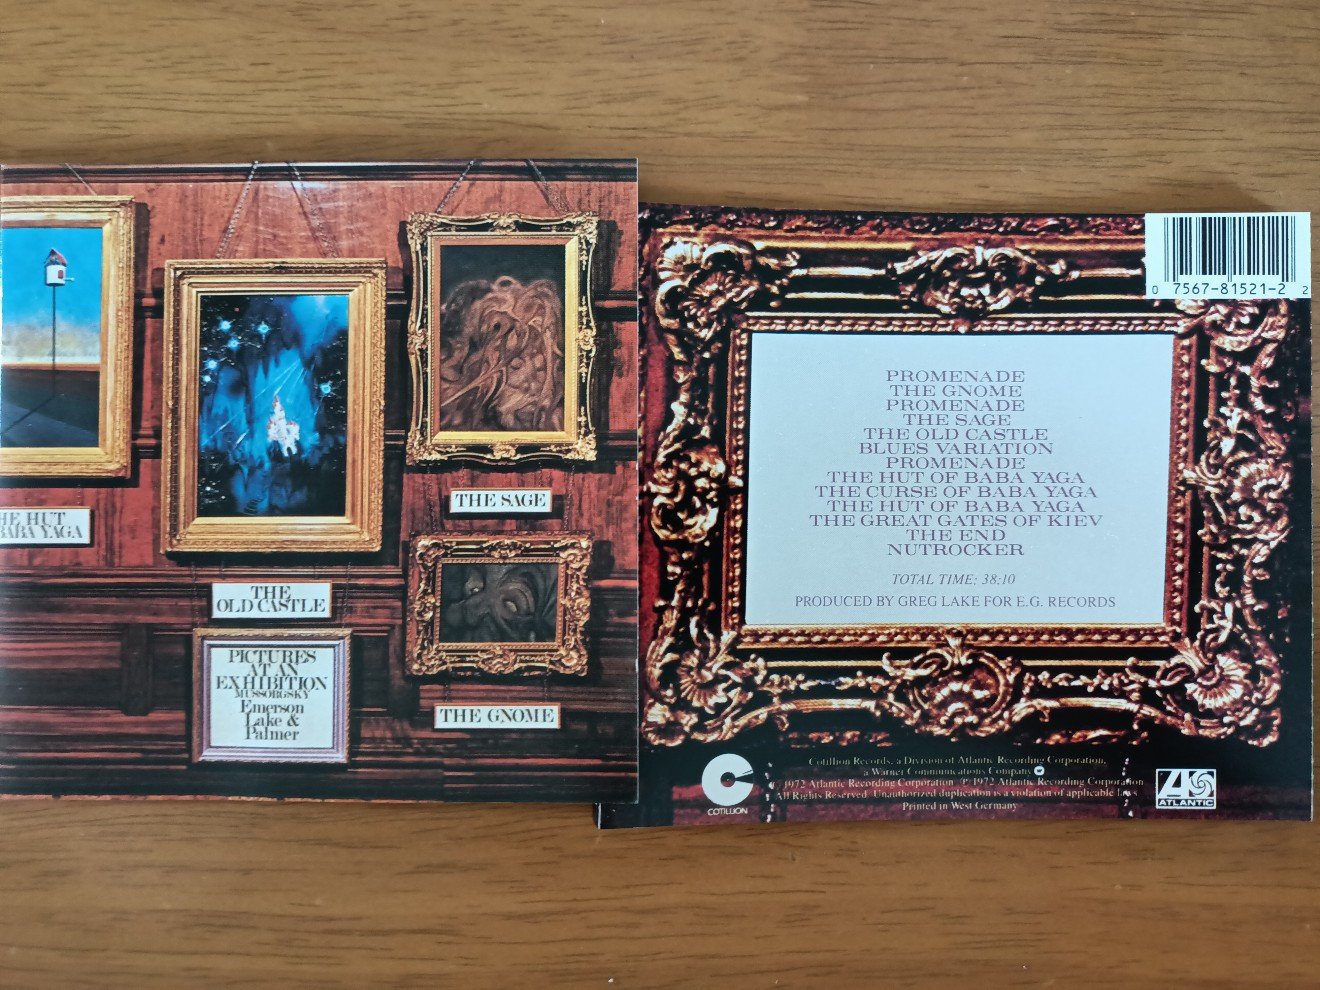 THE SAGE
HE HUT
BABA YAGA
THE
OLD CASTLE
PICTURES
AT AN
EXHIBITION
MUSSORGSKY
Emerson
Lake &
Palmer
THE GNOME
0 7567-81521-2 2
PROMENADE
THE GNOME
PROMENADE
THE SAGE
THE OLD CASTLE
BLUES VARIATION
PROMENADE
THE HUT OF BABA YAGA
THE CURSE OF BABA YAGA
THE HUT OF BABA YAGA
THE GREAT GATES OF KIEV
THE END
NUTROCKER
TOTAL TIME: 38:10
PRODUCED BY GREG LAKE FOR E.G. RECORDS
COTILLION
Cotillion Records, a Division of Atlantic Recording Corporation,
a Warner Communications Company
1972 Atlantic Recording Corporation ℗ 1972 Atlantic Recording Corporation
All Rights Reserved. Unauthorized duplication is a violation of applicable laws.
Printed in West Germany
ATLANTIC